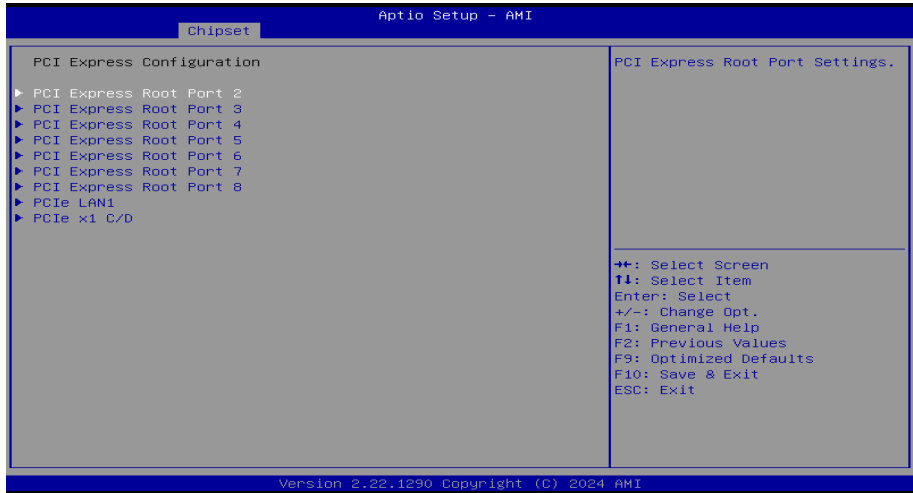 Aptio Setup – AMI
Chipset
PCI Express Configuration
▶ PCI Express Root Port 2
▶ PCI Express Root Port 3
▶ PCI Express Root Port 4
▶ PCI Express Root Port 5
▶ PCI Express Root Port 6
▶ PCI Express Root Port 7
▶ PCI Express Root Port 8
▶ PCIe LAN1
▶ PCIe x1 C/D
PCI Express Root Port Settings.
→←: Select Screen
↑↓: Select Item
Enter: Select
+/-: Change Opt.
F1: General Help
F2: Previous Values
F9: Optimized Defaults
F10: Save & Exit
ESC: Exit
Version 2.22.1290 Copyright (C) 2024 AMI